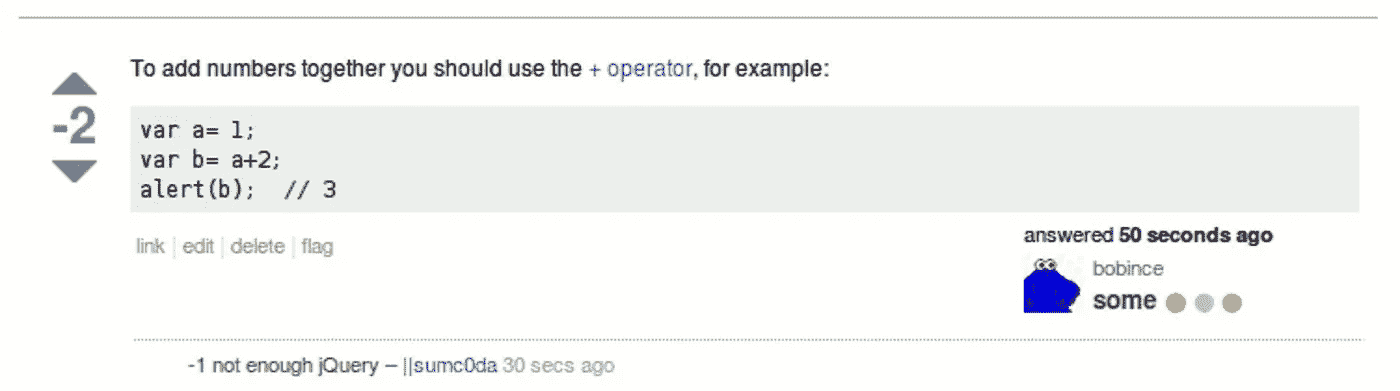 To add numbers together you should use the + operator, for example:
-2
var a= 1;
var b= a+2;
alert(b);  // 3
link | edit | delete | flag
answered 50 seconds ago
bobince
some
-1 not enough jQuery – ||sumc0da 30 secs ago